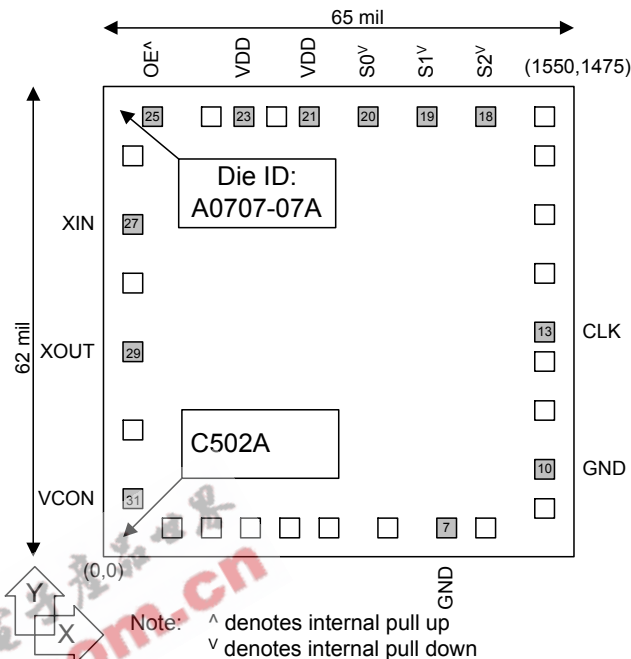 65 mil
OE^
VDD
VDD
S0V
S1V
S2V
(1550,1475)
25
23
21
20
19
18
Die ID:
A0707-07A
XIN
27
62 mil
13
CLK
XOUT
29
C502A
10
GND
VCON
31
7
(0,0)
GND
Y
X
Note: ^ denotes internal pull up
V denotes internal pull down
om.cn